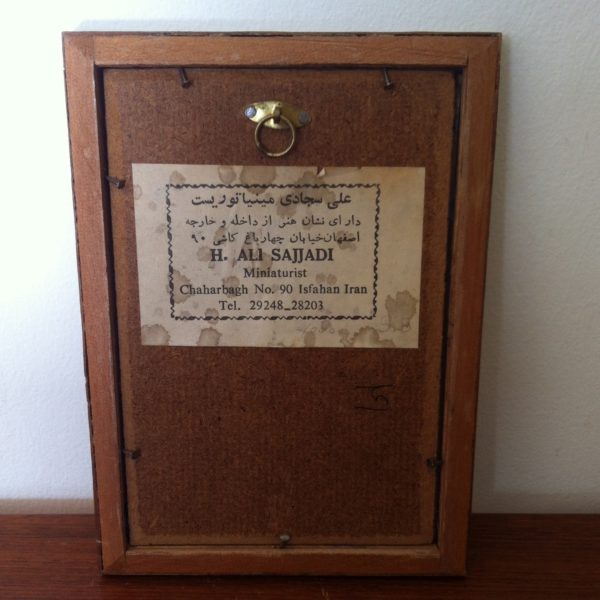 علی سجادی مینیاتوریست
دارای نشان هنی از داخله و خارجه
اصفهان خیابان چهارباغ کاشی ۹۰
H. ALI SAJJADI
Miniaturist
Chaharbagh No. 90 Isfahan Iran
Tel. 29248_28203